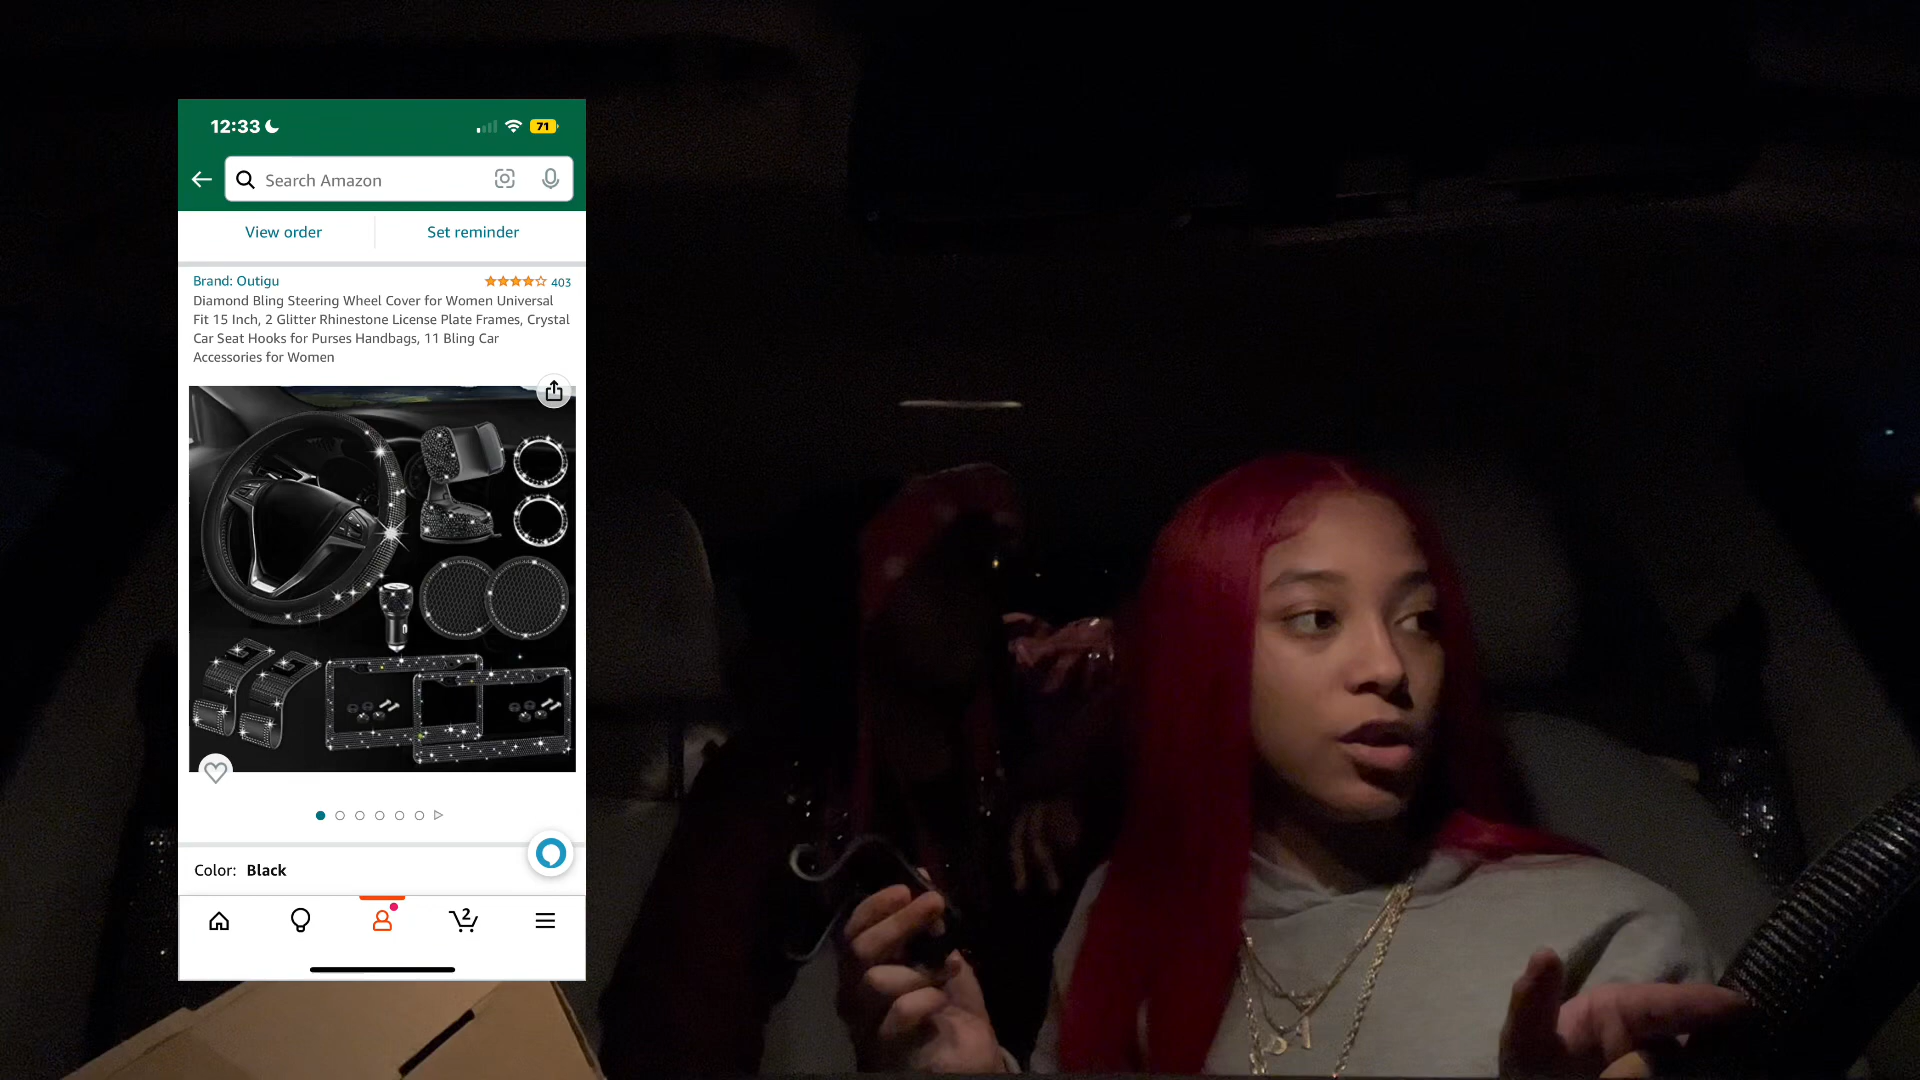 12:33
71
Search Amazon
View order
Set reminder
Brand: Outigu
403
Diamond Bling Steering Wheel Cover for Women Universal
Fit 15 Inch, 2 Glitter Rhinestone License Plate Frames, Crystal
Car Seat Hooks for Purses Handbags, 11 Bling Car
Accessories for Women
Color: Black
2